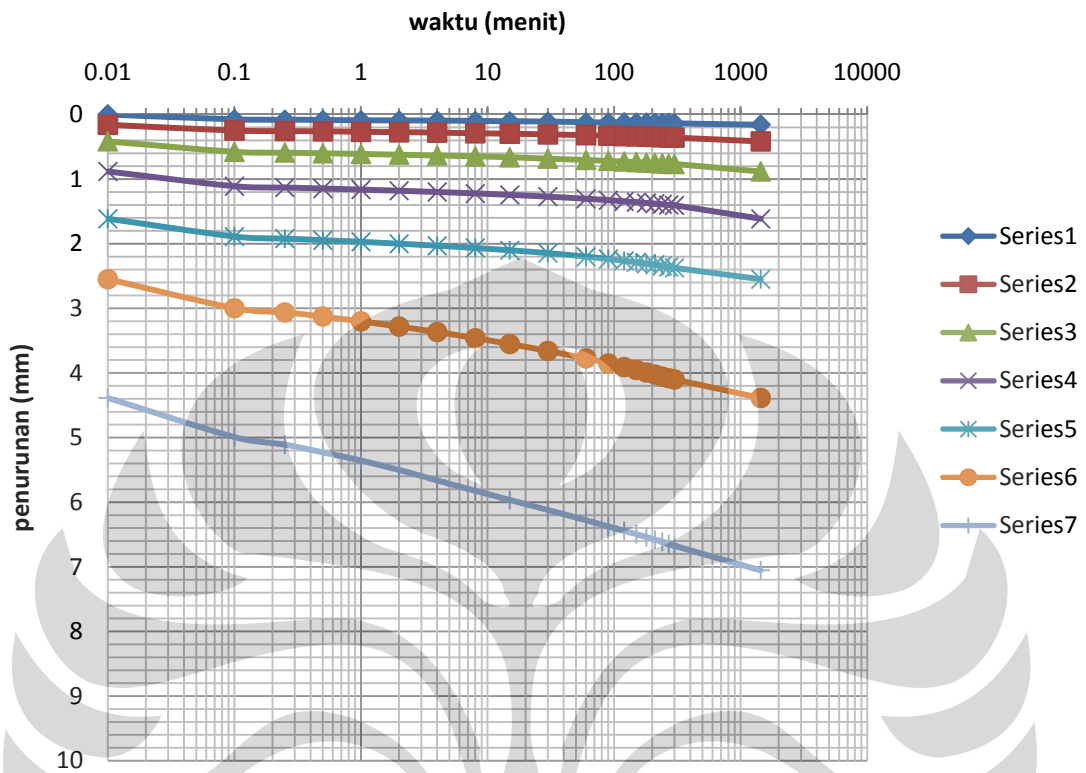 waktu (menit)
0.01 0.1 1 10 100 1000 10000
0
1
2
3
4
5
6
7
8
9
10
penurunan (mm)
Series1
Series2
Series3
Series4
Series5
Series6
Series7